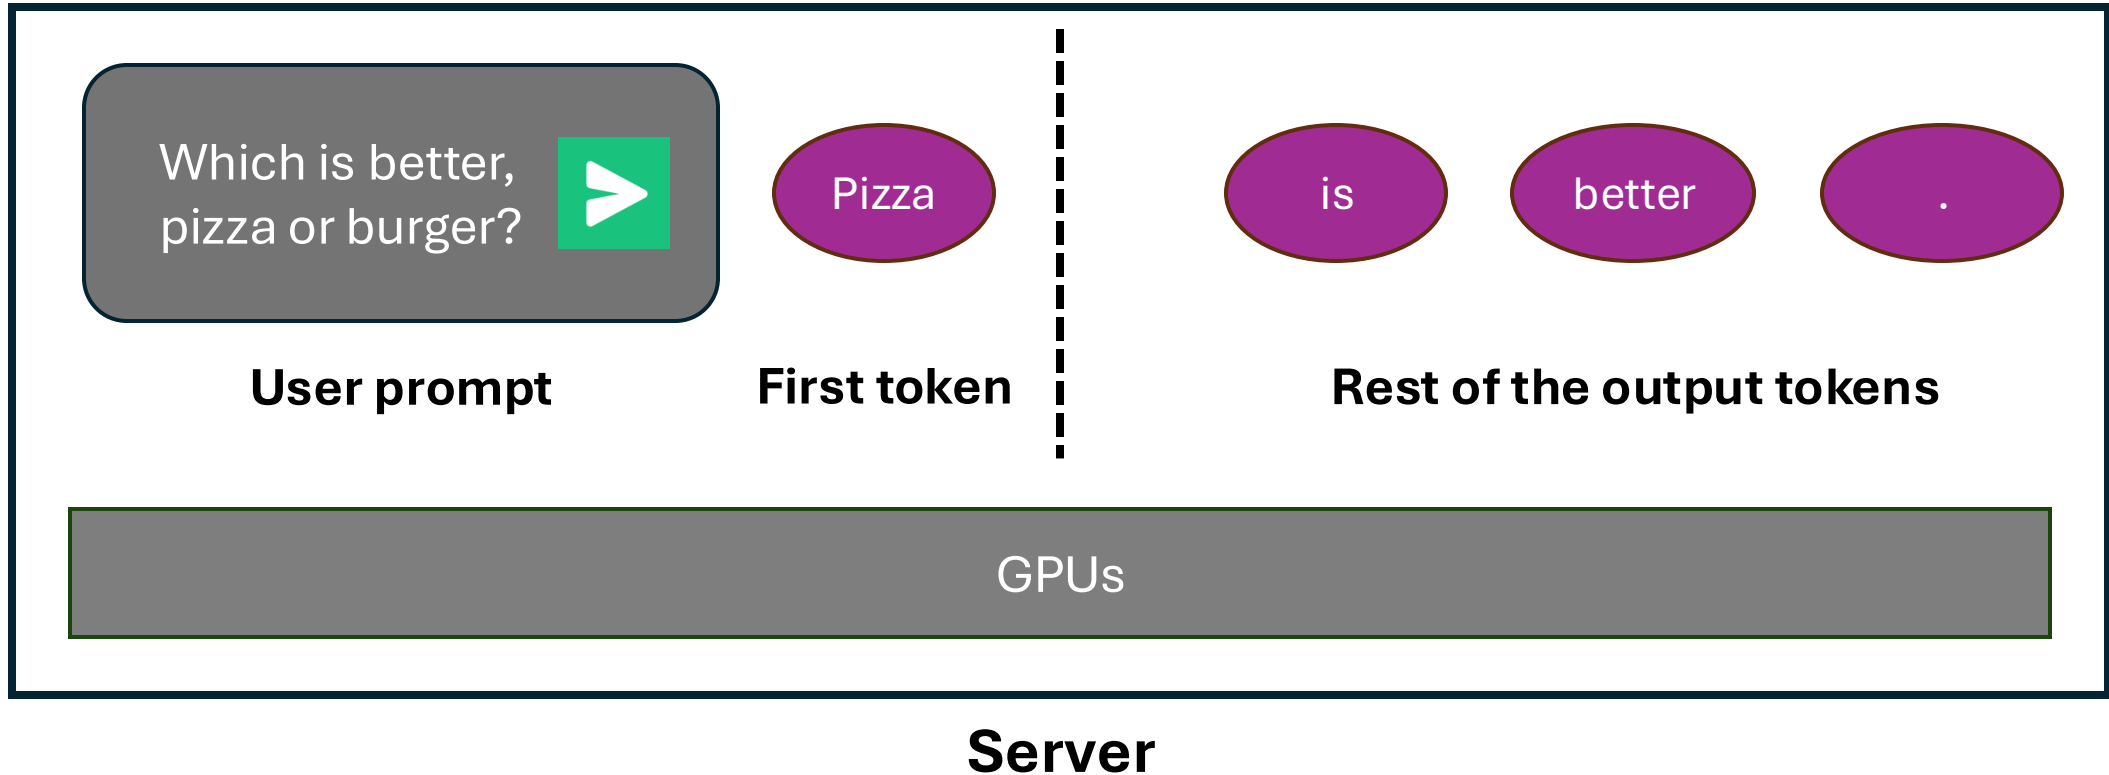 Which is better,
pizza or burger?
Pizza
is
better
.
User prompt
First token
Rest of the output tokens
GPUs
Server